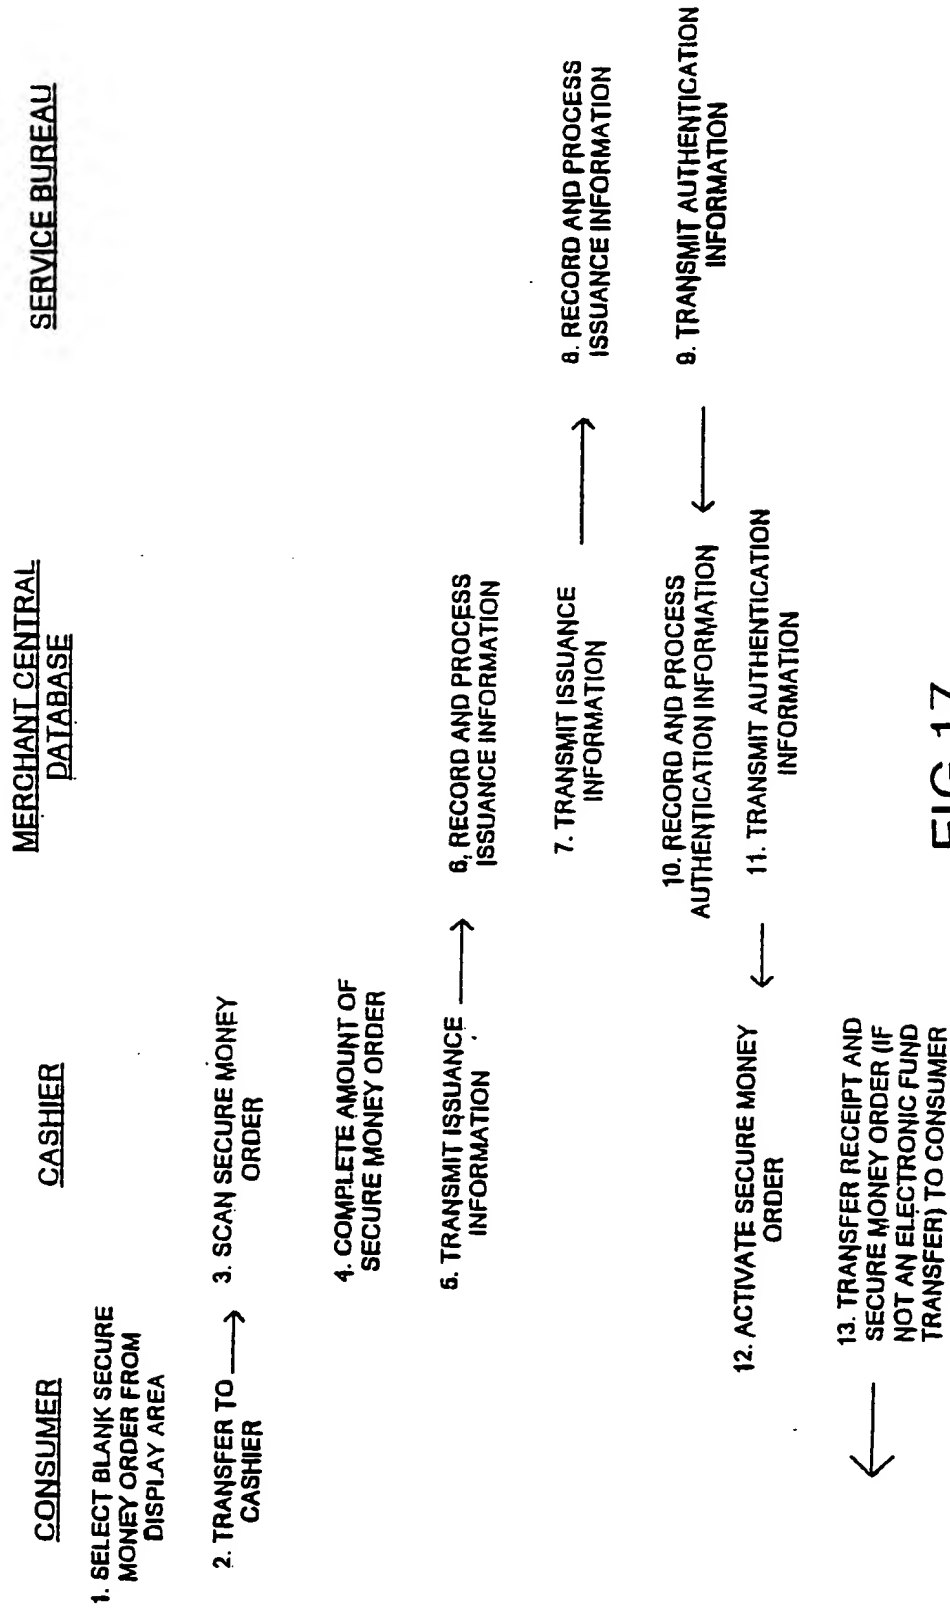 CONSUMER
1. SELECT BLANK SECURE
MONEY ORDER FROM
DISPLAY AREA
2. TRANSFER TO
CASHIER
CASHIER
3. SCAN SECURE MONEY
ORDER
4. COMPLETE AMOUNT OF
SECURE MONEY ORDER
5. TRANSMIT ISSUANCE
INFORMATION
MERCHANT CENTRAL
DATABASE
6. RECORD AND PROCESS
ISSUANCE INFORMATION
7. TRANSMIT ISSUANCE
INFORMATION
SERVICE BUREAU
8. RECORD AND PROCESS
ISSUANCE INFORMATION
9. TRANSMIT AUTHENTICATION
INFORMATION
10. RECORD AND PROCESS
AUTHENTICATION INFORMATION
11. TRANSMIT AUTHENTICATION
INFORMATION
12. ACTIVATE SECURE MONEY
ORDER
13. TRANSFER RECEIPT AND
SECURE MONEY ORDER (IF
NOT AN ELECTRONIC FUND
TRANSFER) TO CONSUMER
FIG 17